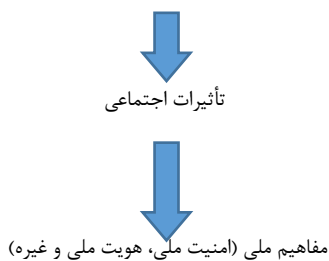 تأثیرات اجتماعی
مفاهیم ملی (امنیت ملی، هویت ملی و غیره)